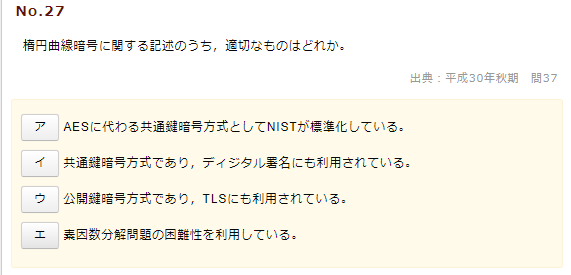 No.27
楕円曲線暗号に関する記述のうち，適切なものはどれか。
出典：平成30年秋期　問37
ア AESに代わる共通鍵暗号方式としてNISTが標準化している。
イ 共通鍵暗号方式であり，ディジタル署名にも利用されている。
ウ 公開鍵暗号方式であり，TLSにも利用されている。
エ 素因数分解問題の困難性を利用している。